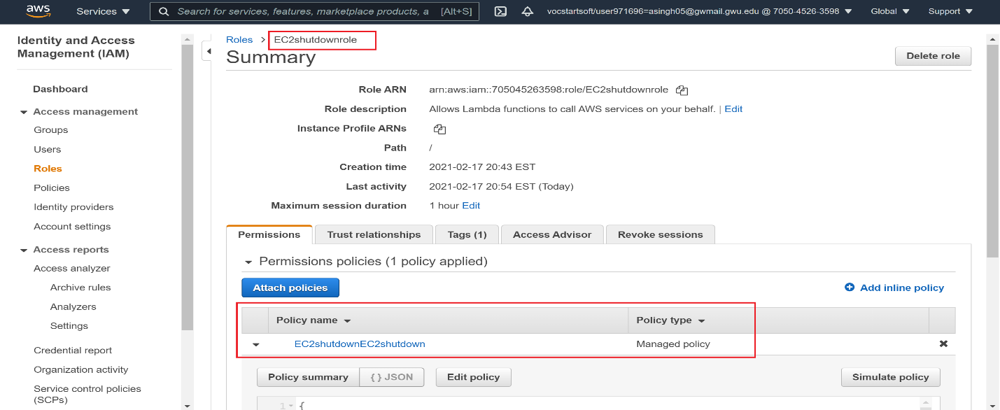 aws
Services
Search for services, features, marketplace products, a [Alt+S]
vocstartsoft/user971696=asingh05@gwmail.gwu.edu @ 7050-4526-3598
Global
Support
Identity and Access
Management (IAM)
Dashboard
Access management
Groups
Users
Roles
Policies
Identity providers
Account settings
Access reports
Access analyzer
Archive rules
Analyzers
Settings
Credential report
Organization activity
Service control policies
(SCPs)
Roles > EC2shutdownrole
Summary
Delete role
Role ARN arn:aws:iam::705045263598:role/EC2shutdownrole
Role description Allows Lambda functions to call AWS services on your behalf. | Edit
Instance Profile ARNs
Path /
Creation time 2021-02-17 20:43 EST
Last activity 2021-02-17 20:54 EST (Today)
Maximum session duration 1 hour Edit
Permissions Trust relationships Tags (1) Access Advisor Revoke sessions
Permissions policies (1 policy applied)
Attach policies Add inline policy
Policy name Policy type
EC2shutdownEC2shutdown Managed policy
Policy summary { } JSON Edit policy Simulate policy
1 {